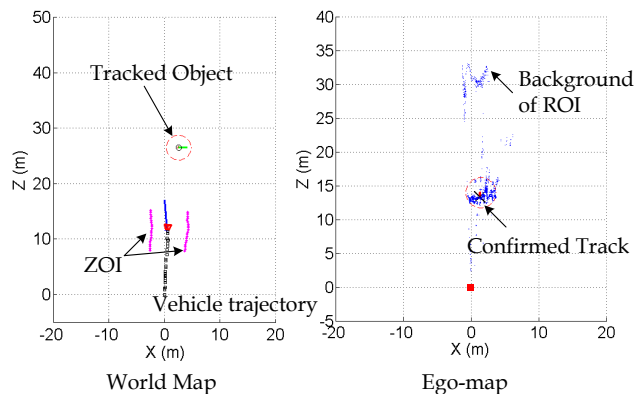 50
40
30
20
10
0
-20
-10
0
10
20
Z (m)
X (m)
Tracked Object
ZOI
Vehicle trajectory
World Map
40
35
30
25
20
15
10
5
0
-5
-20
-10
0
10
20
Z (m)
X (m)
Background
of ROI
Confirmed Track
Ego-map